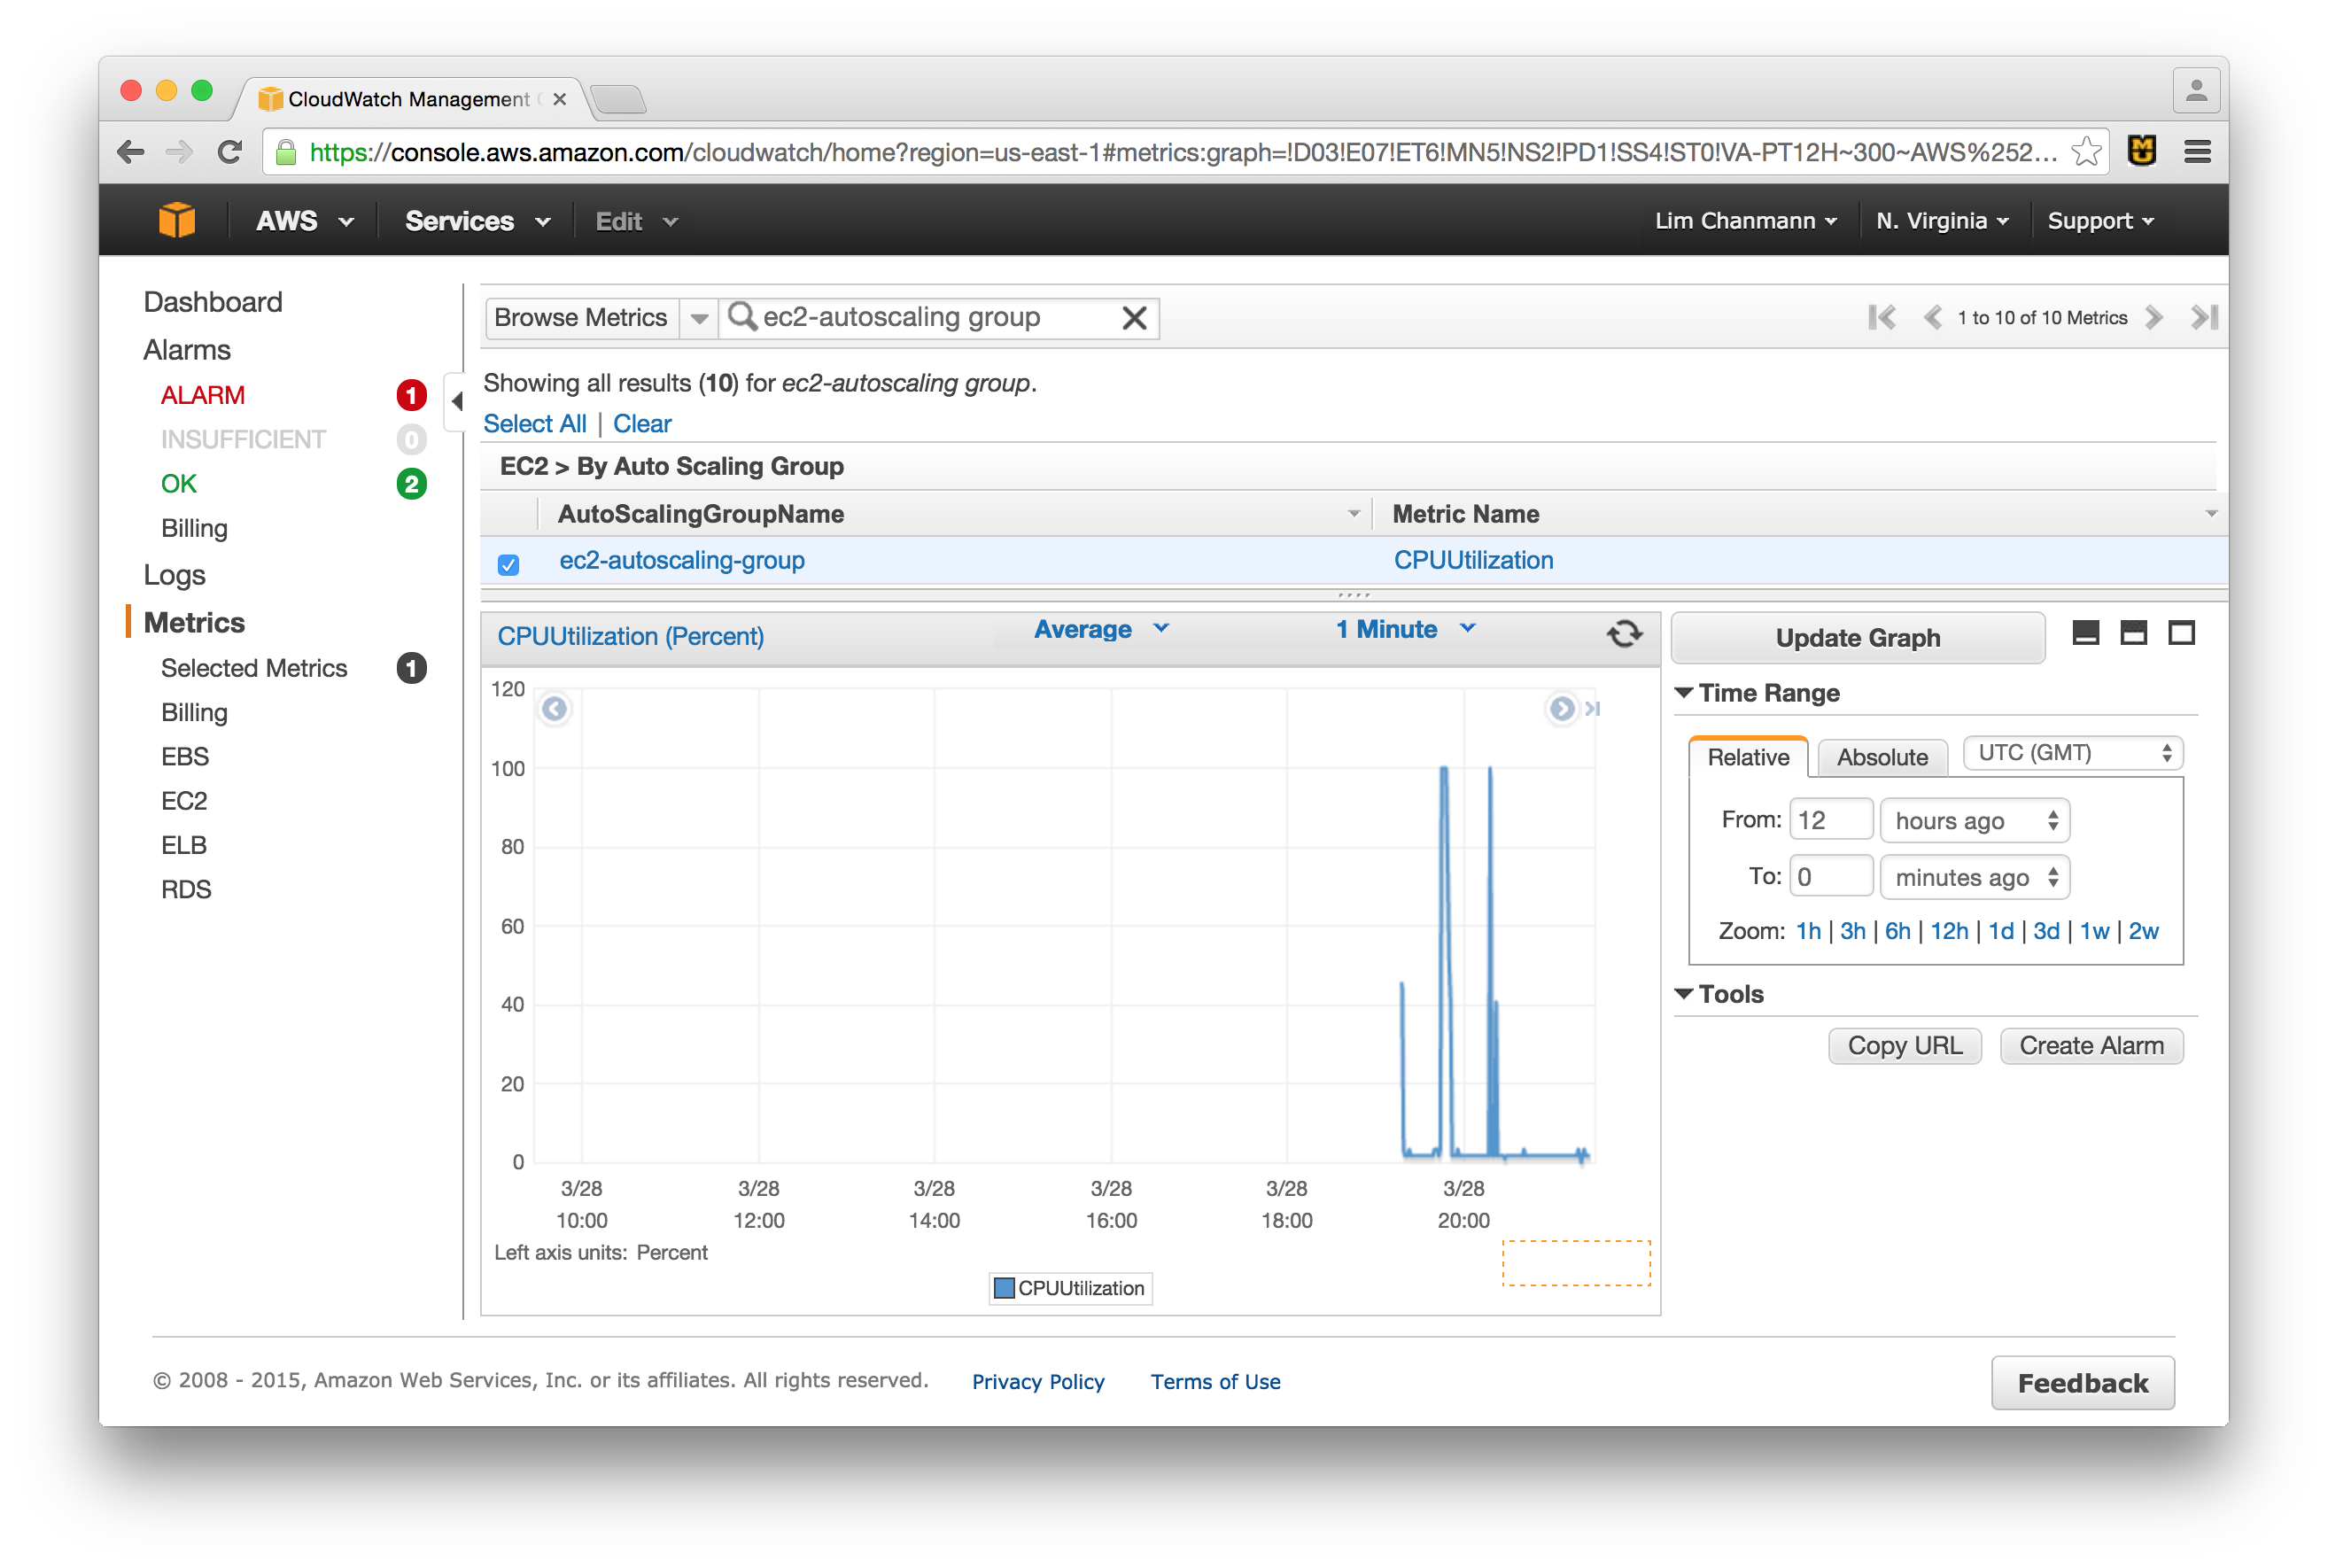 CloudWatch Management
https://console.aws.amazon.com/cloudwatch/home?region=us-east-1#metrics:graph=!D03!E07!ET6!MN5!NS2!PD1!SS4!ST0!VA-PT12H~300~AWS%252...
AWS Services Edit Lim Chanmann N. Virginia Support
Dashboard
Alarms
ALARM 1
INSUFFICIENT 0
OK 2
Billing
Logs
Metrics
Selected Metrics 1
Billing
EBS
EC2
ELB
RDS
Browse Metrics ec2-autoscaling group 1 to 10 of 10 Metrics
Showing all results (10) for ec2-autoscaling group.
Select All | Clear
EC2 > By Auto Scaling Group
AutoScalingGroupName Metric Name
ec2-autoscaling-group CPUUtilization
CPUUtilization (Percent) Average 1 Minute
120
100
80
60
40
20
0
3/28 3/28 3/28 3/28 3/28 3/28
10:00 12:00 14:00 16:00 18:00 20:00
Left axis units: Percent
CPUUtilization
Update Graph
Time Range
Relative Absolute UTC (GMT)
From: 12 hours ago
To: 0 minutes ago
Zoom: 1h | 3h | 6h | 12h | 1d | 3d | 1w | 2w
Tools
Copy URL Create Alarm
© 2008 - 2015, Amazon Web Services, Inc. or its affiliates. All rights reserved. Privacy Policy Terms of Use
Feedback